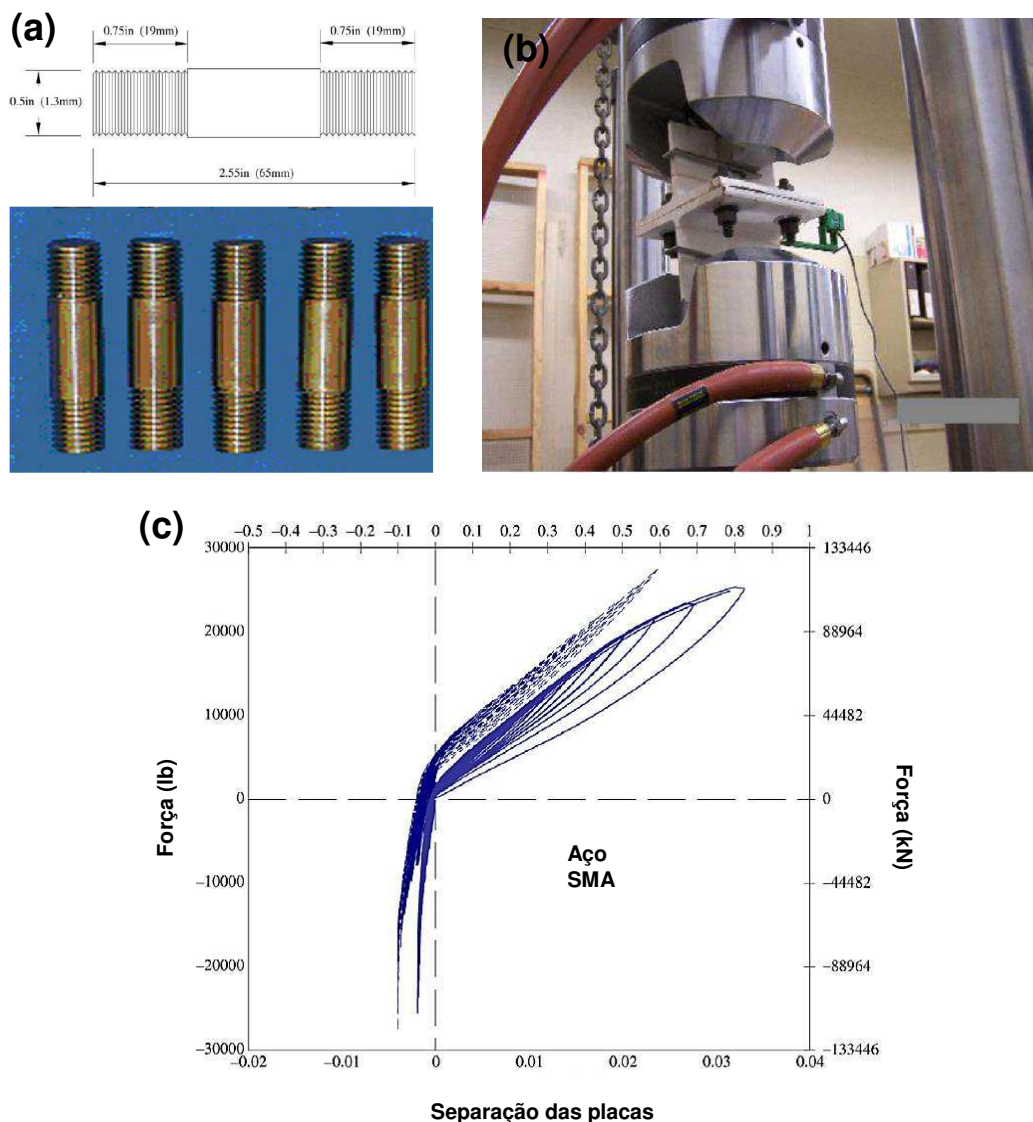 (a)
0.75in (19mm)
0.75in (19mm)
0.5in (1.3mm)
2.55in (65mm)
(b)
(c)
-0.5 -0.4 -0.3 -0.2 -0.1 0 0.1 0.2 0.3 0.4 0.5 0.6 0.7 0.8 0.9 1
30000 133446
20000 88964
10000 44482
0 0
-10000 -44482
-20000 -88964
-30000 -133446
Força (lb)
Força (kN)
Aço
SMA
-0.02 -0.01 0 0.01 0.02 0.03 0.04
Separação das placas